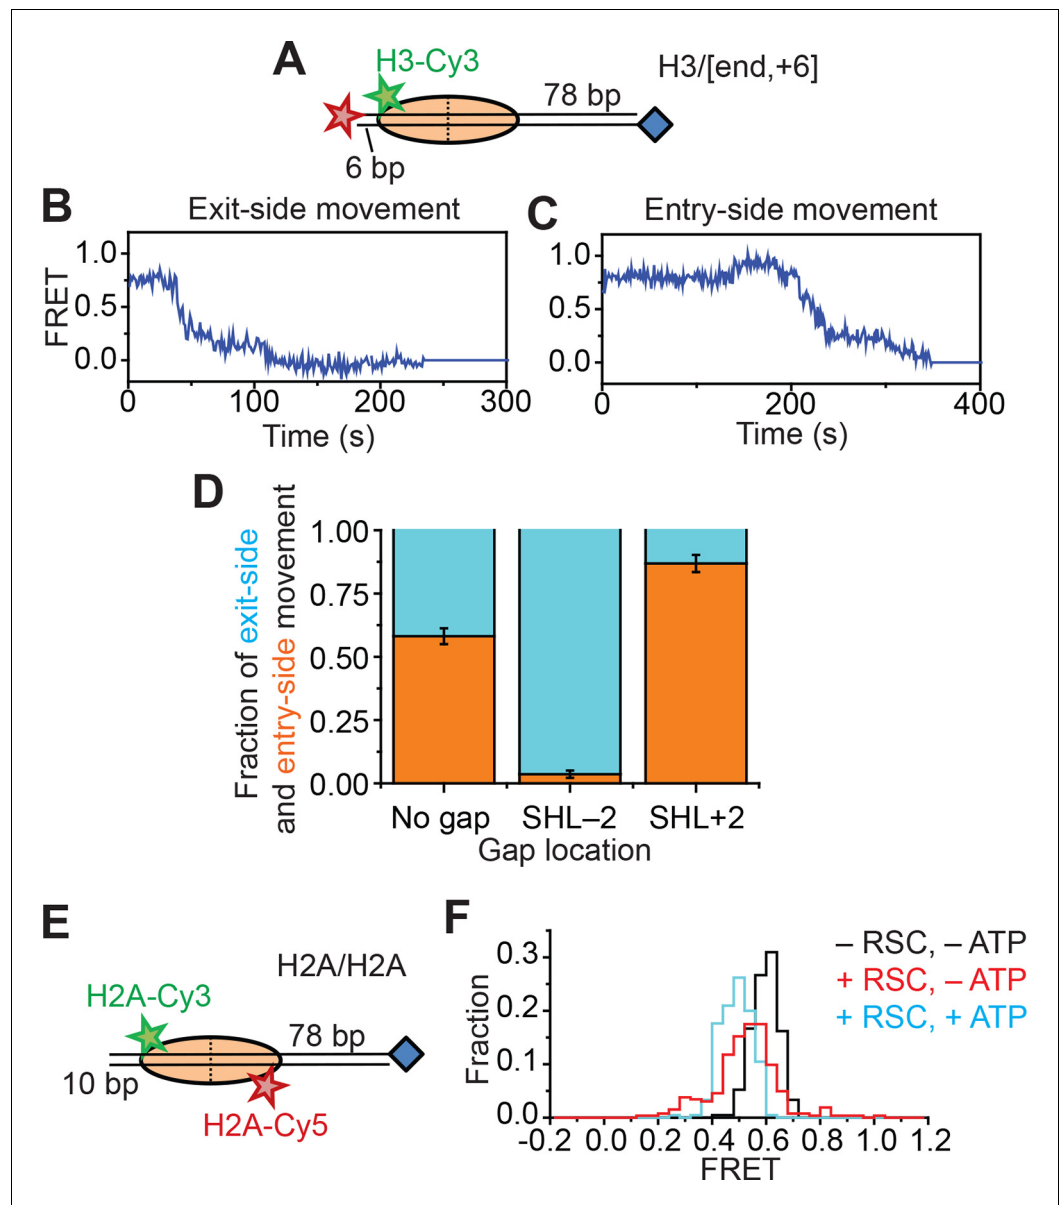 A
H3-Cy3
H3/[end,+6]
78 bp
6 bp
B
Exit-side movement
FRET
1.0
0.5
0.0
0
100
200
300
Time (s)
C
Entry-side movement
1.0
0.5
0.0
0
200
400
Time (s)
D
Fraction of exit-side
and entry-side movement
1.00
0.75
0.50
0.25
0.00
No gap
SHL–2
SHL+2
Gap location
E
H2A/H2A
H2A-Cy3
78 bp
10 bp
H2A-Cy5
F
Fraction
0.3
0.2
0.1
0.0
-0.2
0.0
0.2
0.4
0.6
0.8
1.0
1.2
FRET
– RSC, – ATP
+ RSC, – ATP
+ RSC, + ATP